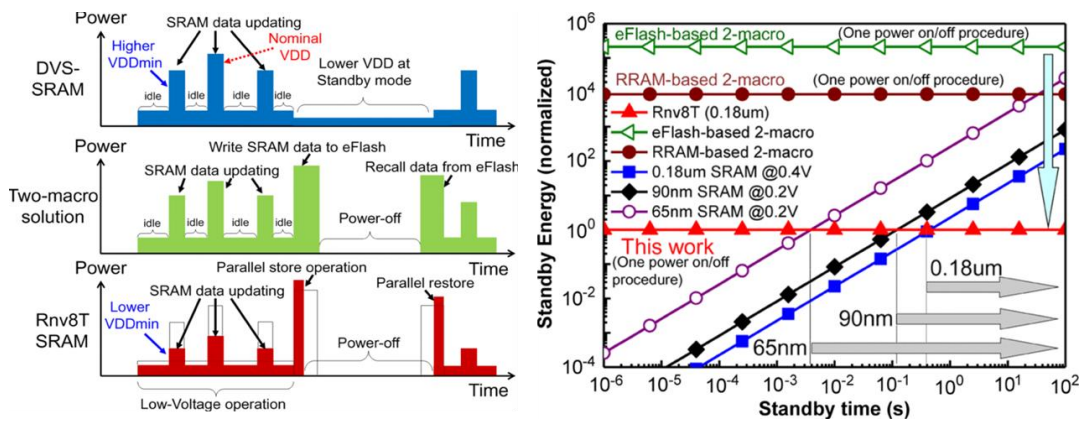 Power
SRAM data updating
Higher
VDDmin
Nominal
VDD
DVS-
SRAM
Lower VDD at
Standby mode
idle
idle
idle
idle
Time
Write SRAM data to eFlash
Power
SRAM data updating
Recall data from eFlash
Two-macro
solution
idle
idle
idle
idle
Power-off
Time
Parallel store operation
Power
SRAM data updating
Parallel restore
Lower
VDDmin
Rnv8T
SRAM
Power-off
Time
Low-Voltage operation
Standby Energy (normalized)
10^6
10^4
10^2
10^0
10^-2
10^-4
eFlash-based 2-macro
(One power on/off procedure)
RRAM-based 2-macro
(One power on/off procedure)
Rnv8T (0.18um)
eFlash-based 2-macro
RRAM-based 2-macro
0.18um SRAM @0.4V
90nm SRAM @0.2V
65nm SRAM @0.2V
This work
(One power on/off
procedure)
0.18um
90nm
65nm
10^-6 10^-5 10^-4 10^-3 10^-2 10^-1 10^0 10^1 10^2
Standby time (s)